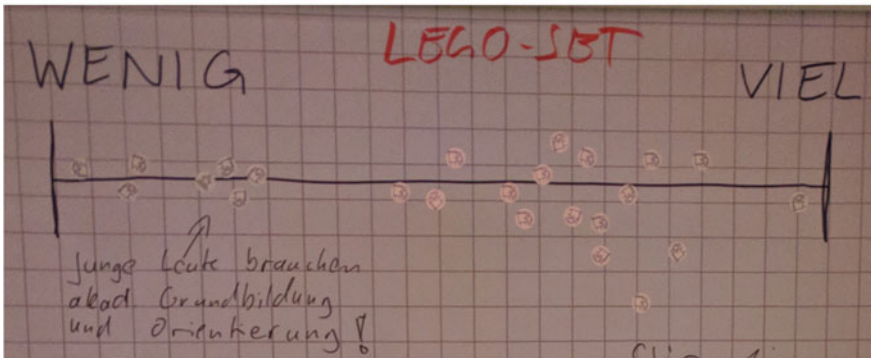 LEGO-SET
WENIG
VIEL
junge Leute brauchen
akad Grundbildung
und Orientierung!